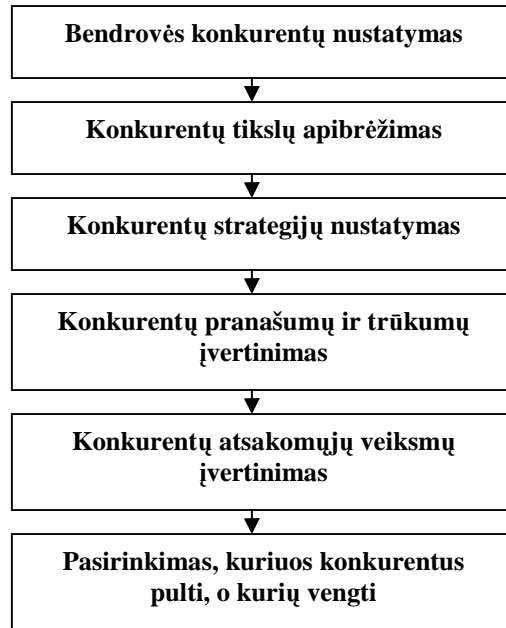 Bendrovės konkurentų nustatymas
Konkurentų tikslų apibrėžimas
Konkurentų strategijų nustatymas
Konkurentų pranašumų ir trūkumų
įvertinimas
Konkurentų atsakomųjų veiksmų
įvertinimas
Pasirinkimas, kuriuos konkurentus
pulti, o kurių vengti